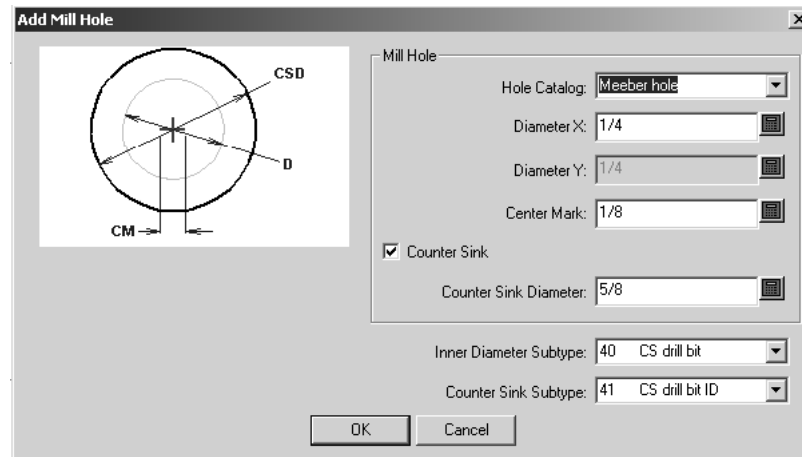 Add Mill Hole
CSD
D
CM
Mill Hole
Hole Catalog: Meeber hole
Diameter X: 1/4
Diameter Y: 1/4
Center Mark: 1/8
Counter Sink
Counter Sink Diameter: 5/8
Inner Diameter Subtype: 40 CS drill bit
Counter Sink Subtype: 41 CS drill bit ID
OK Cancel